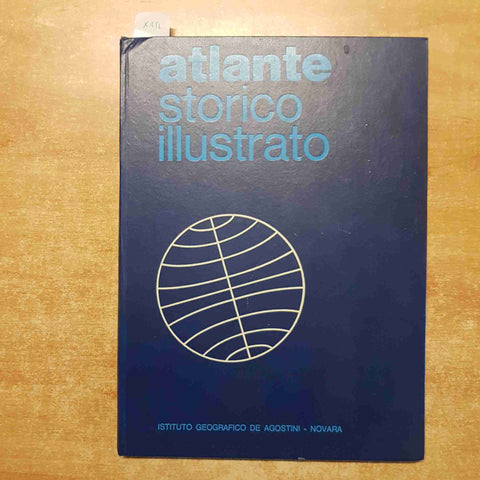 atlante
storico
illustrato
ISTITUTO GEOGRAFICO DE AGOSTINI - NOVARA